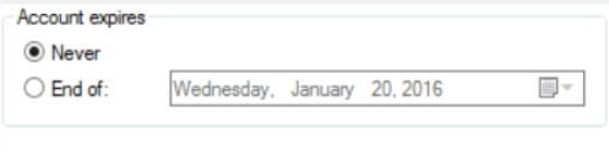 Account expires
Never
End of: Wednesday, January 20, 2016